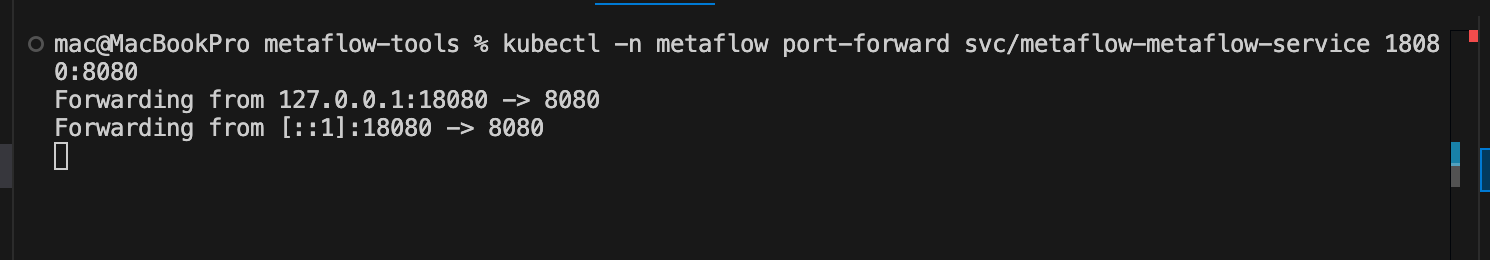 mac@MacBookPro metaflow-tools % kubectl -n metaflow port-forward svc/metaflow-metaflow-service 1808
0:8080
Forwarding from 127.0.0.1:18080 -> 8080
Forwarding from [::1]:18080 -> 8080